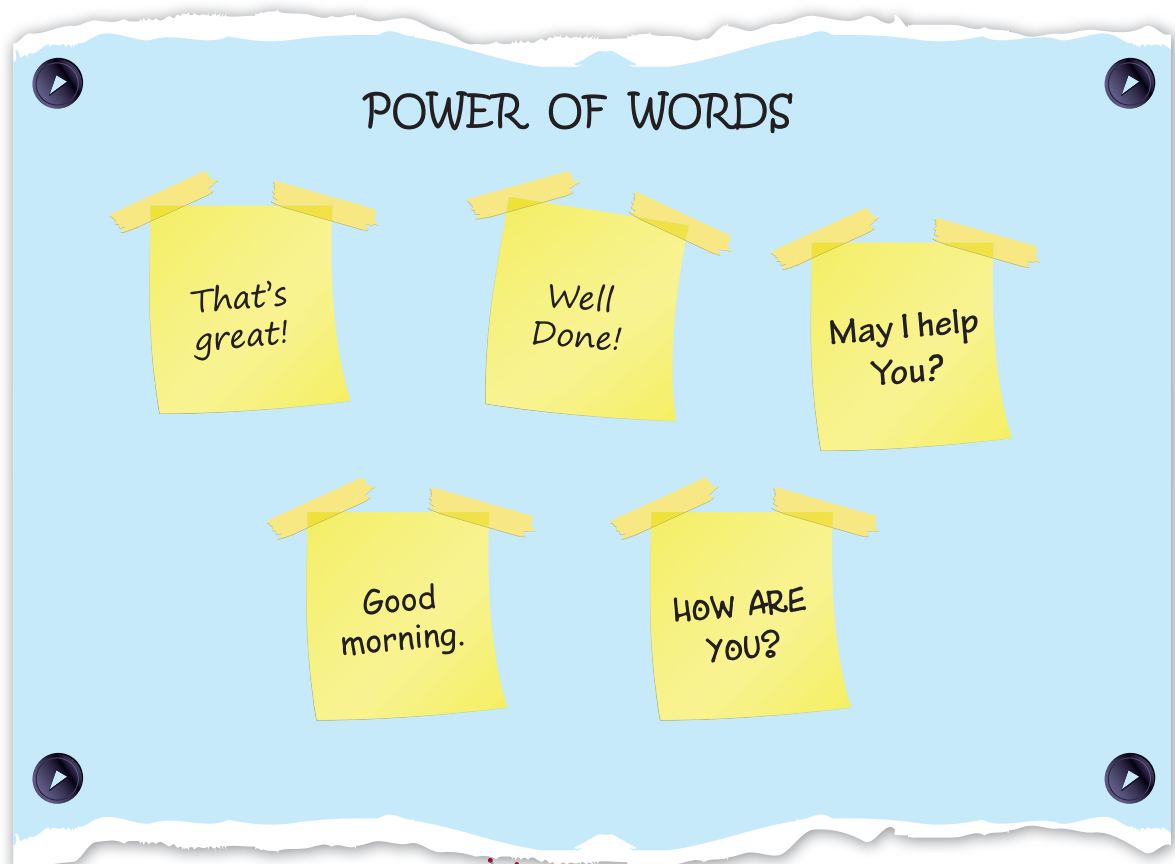 POWER OF WORDS
That's
great!
Well
Done!
May I help
You?
Good
morning.
HOW ARE
YOU?